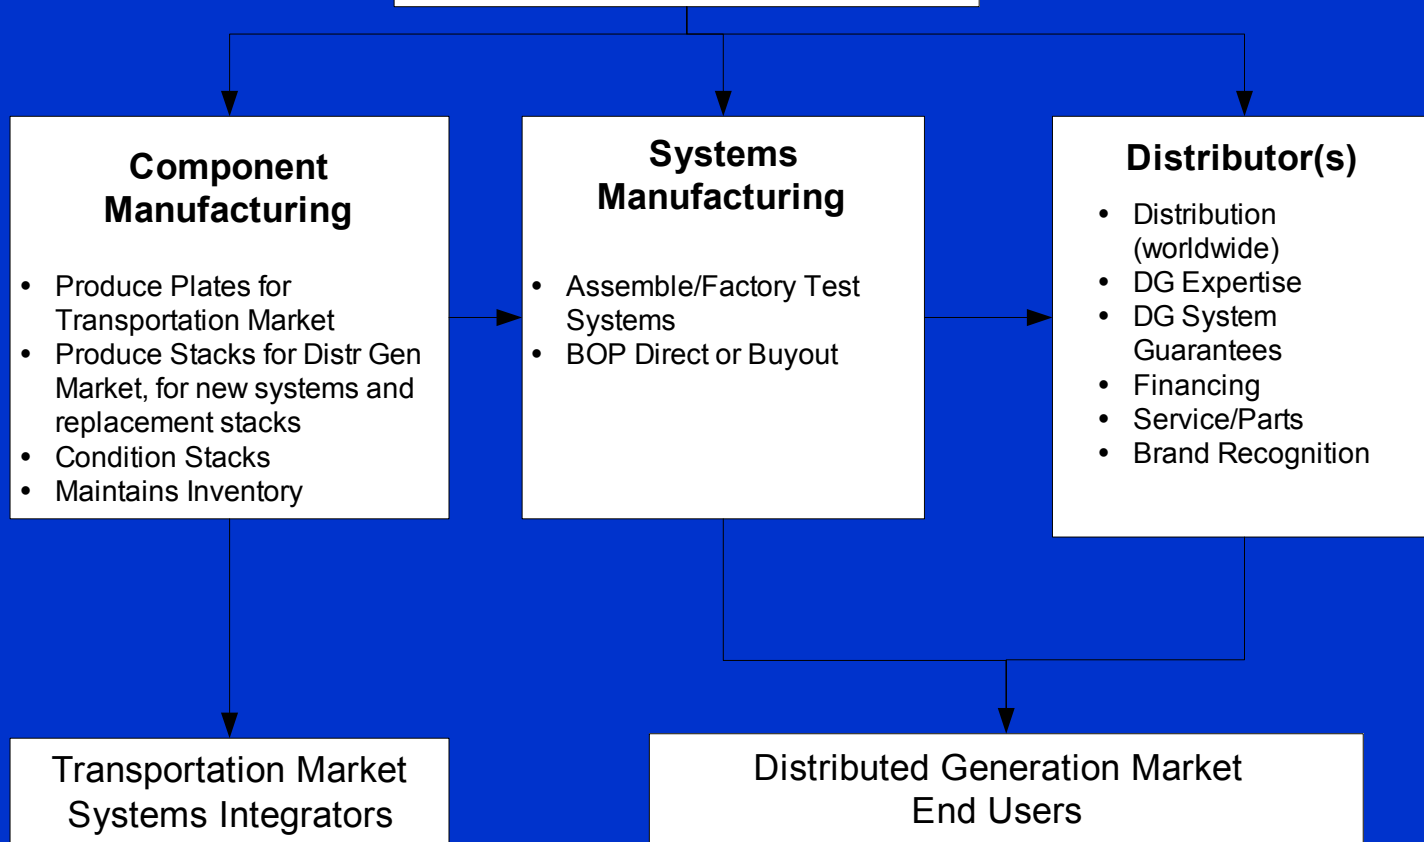 Component
Manufacturing
• Produce Plates for
Transportation Market
• Produce Stacks for Distr Gen
Market, for new systems and
replacement stacks
• Condition Stacks
• Maintains Inventory
Systems
Manufacturing
• Assemble/Factory Test
Systems
• BOP Direct or Buyout
Distributor(s)
• Distribution
(worldwide)
• DG Expertise
• DG System
Guarantees
• Financing
• Service/Parts
• Brand Recognition
Transportation Market
Systems Integrators
Distributed Generation Market
End Users